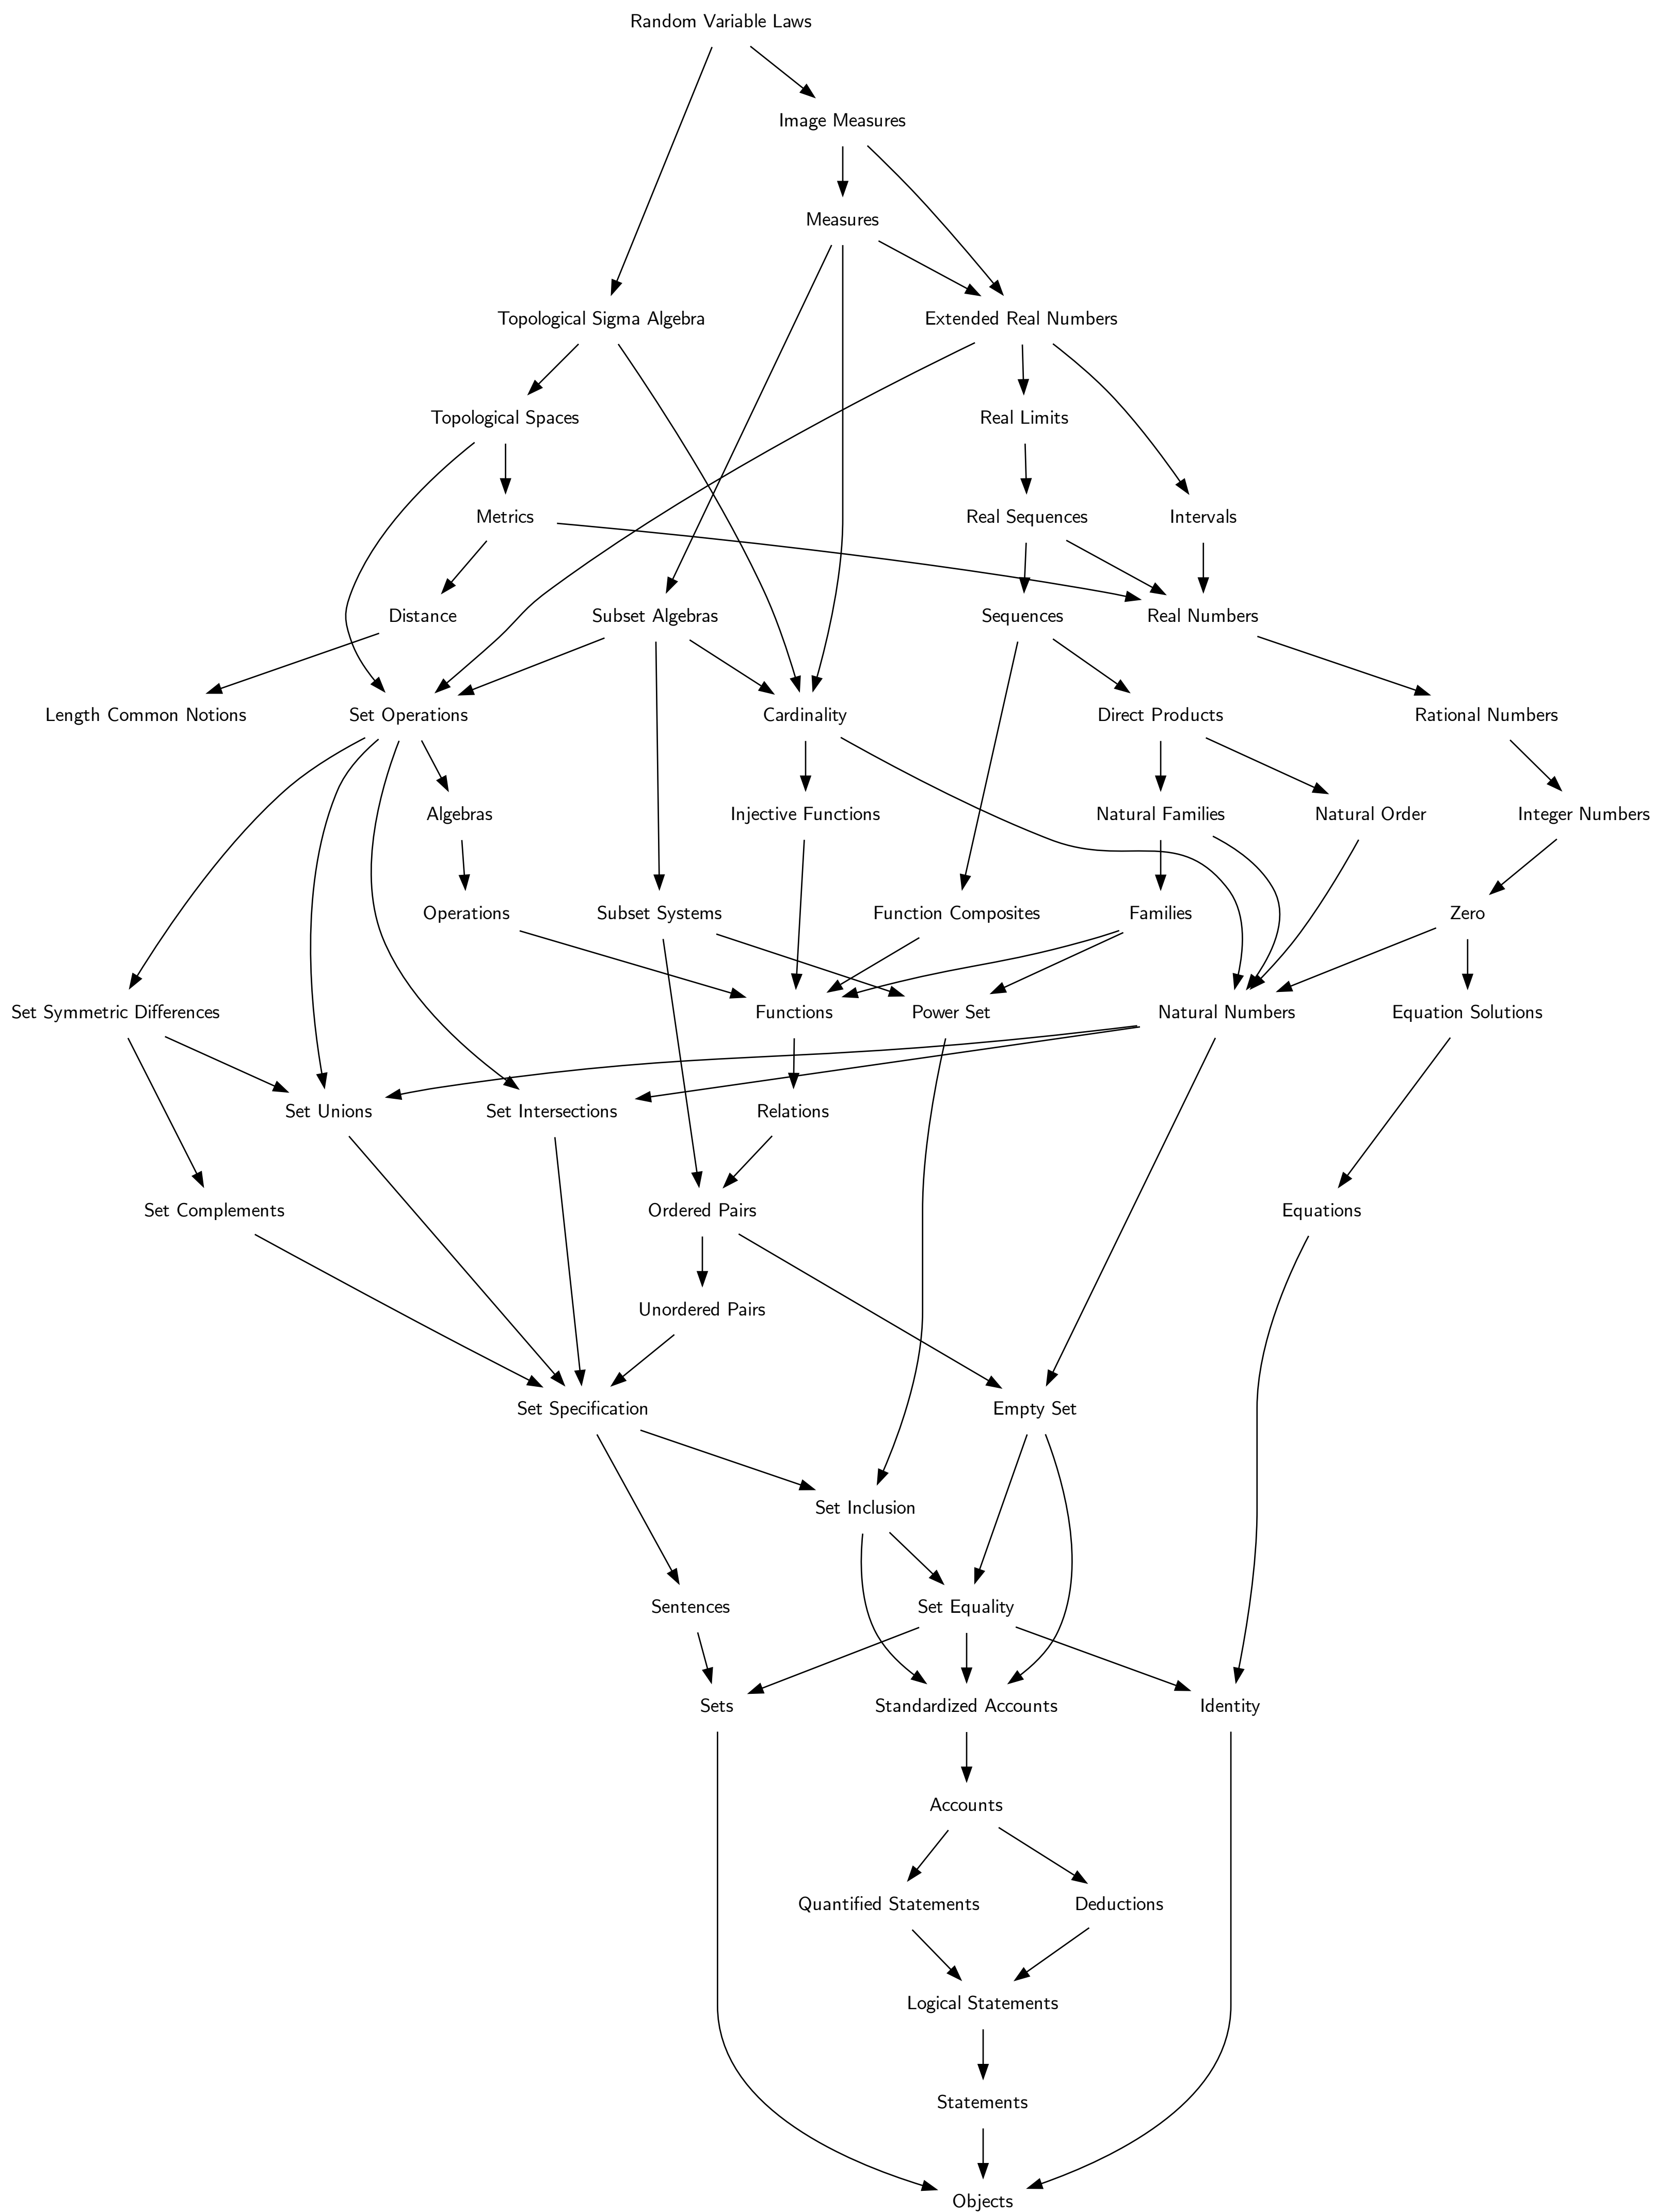 Random Variable Laws
Image Measures
Measures
Topological Sigma Algebra
Extended Real Numbers
Topological Spaces
Real Limits
Metrics
Real Sequences
Intervals
Distance
Subset Algebras
Sequences
Real Numbers
Length Common Notions
Set Operations
Cardinality
Direct Products
Rational Numbers
Algebras
Injective Functions
Natural Families
Natural Order
Integer Numbers
Operations
Subset Systems
Function Composites
Families
Zero
Set Symmetric Differences
Functions
Power Set
Natural Numbers
Equation Solutions
Set Unions
Set Intersections
Relations
Set Complements
Ordered Pairs
Equations
Unordered Pairs
Set Specification
Empty Set
Set Inclusion
Sentences
Set Equality
Sets
Standardized Accounts
Identity
Accounts
Quantified Statements
Deductions
Logical Statements
Statements
Objects